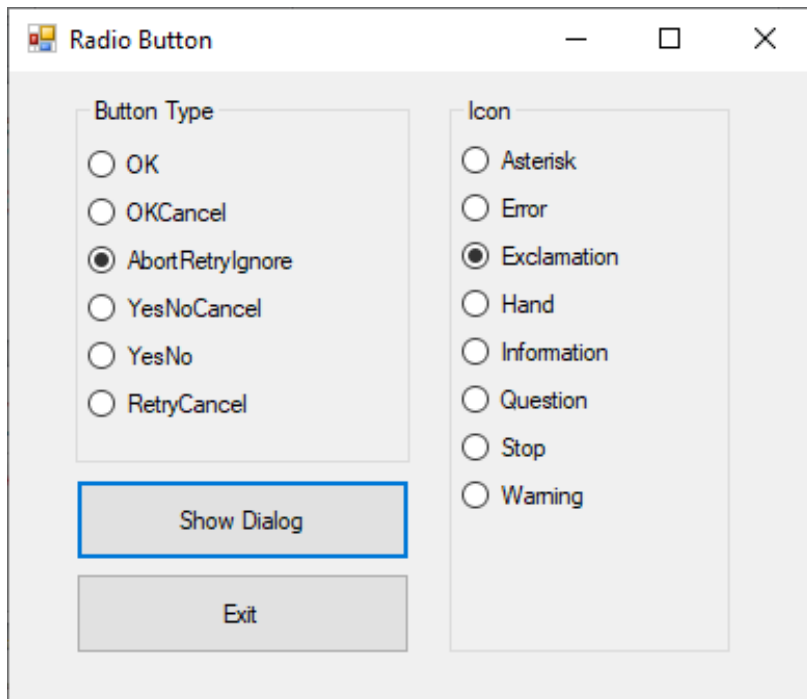 Radio Button
Button Type
OK
OKCancel
AbortRetryIgnore
YesNoCancel
YesNo
RetryCancel
Show Dialog
Exit
Icon
Asterisk
Error
Exclamation
Hand
Information
Question
Stop
Warning